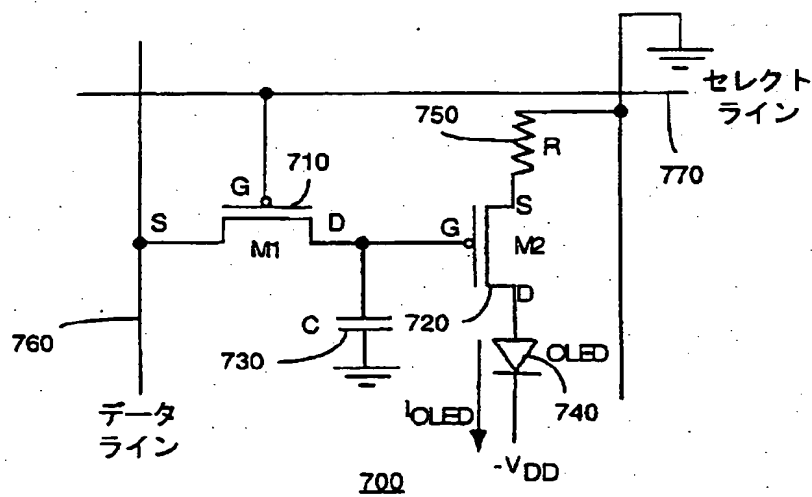 セレクト
ライン
750
R
770
710
G
S
D
M1
G
S
M2
D
C
720
730
760
OLED
740
IOLED
データ
ライン
-VDD
700